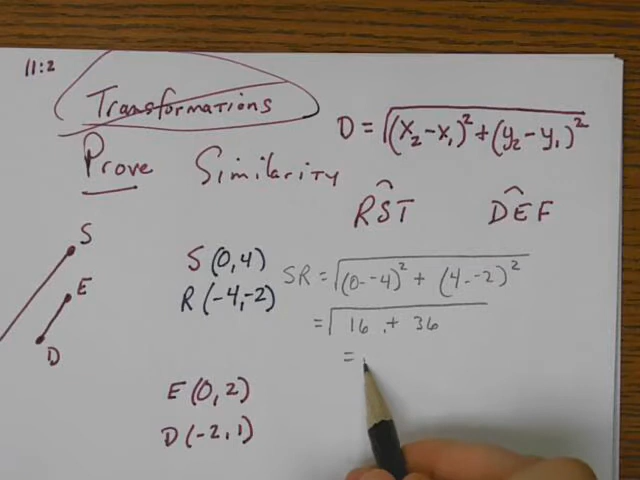 11:2
Transformations
D = √(x₂-x₁)² + (y₂-y₁)²
Prove Similarity
RST DEF
S
S (0,4)
SR = √(0--4)² + (4--2)²
E
R (-4,-2)
= √16 + 36
D
=
E (0,2)
D (-2,1)